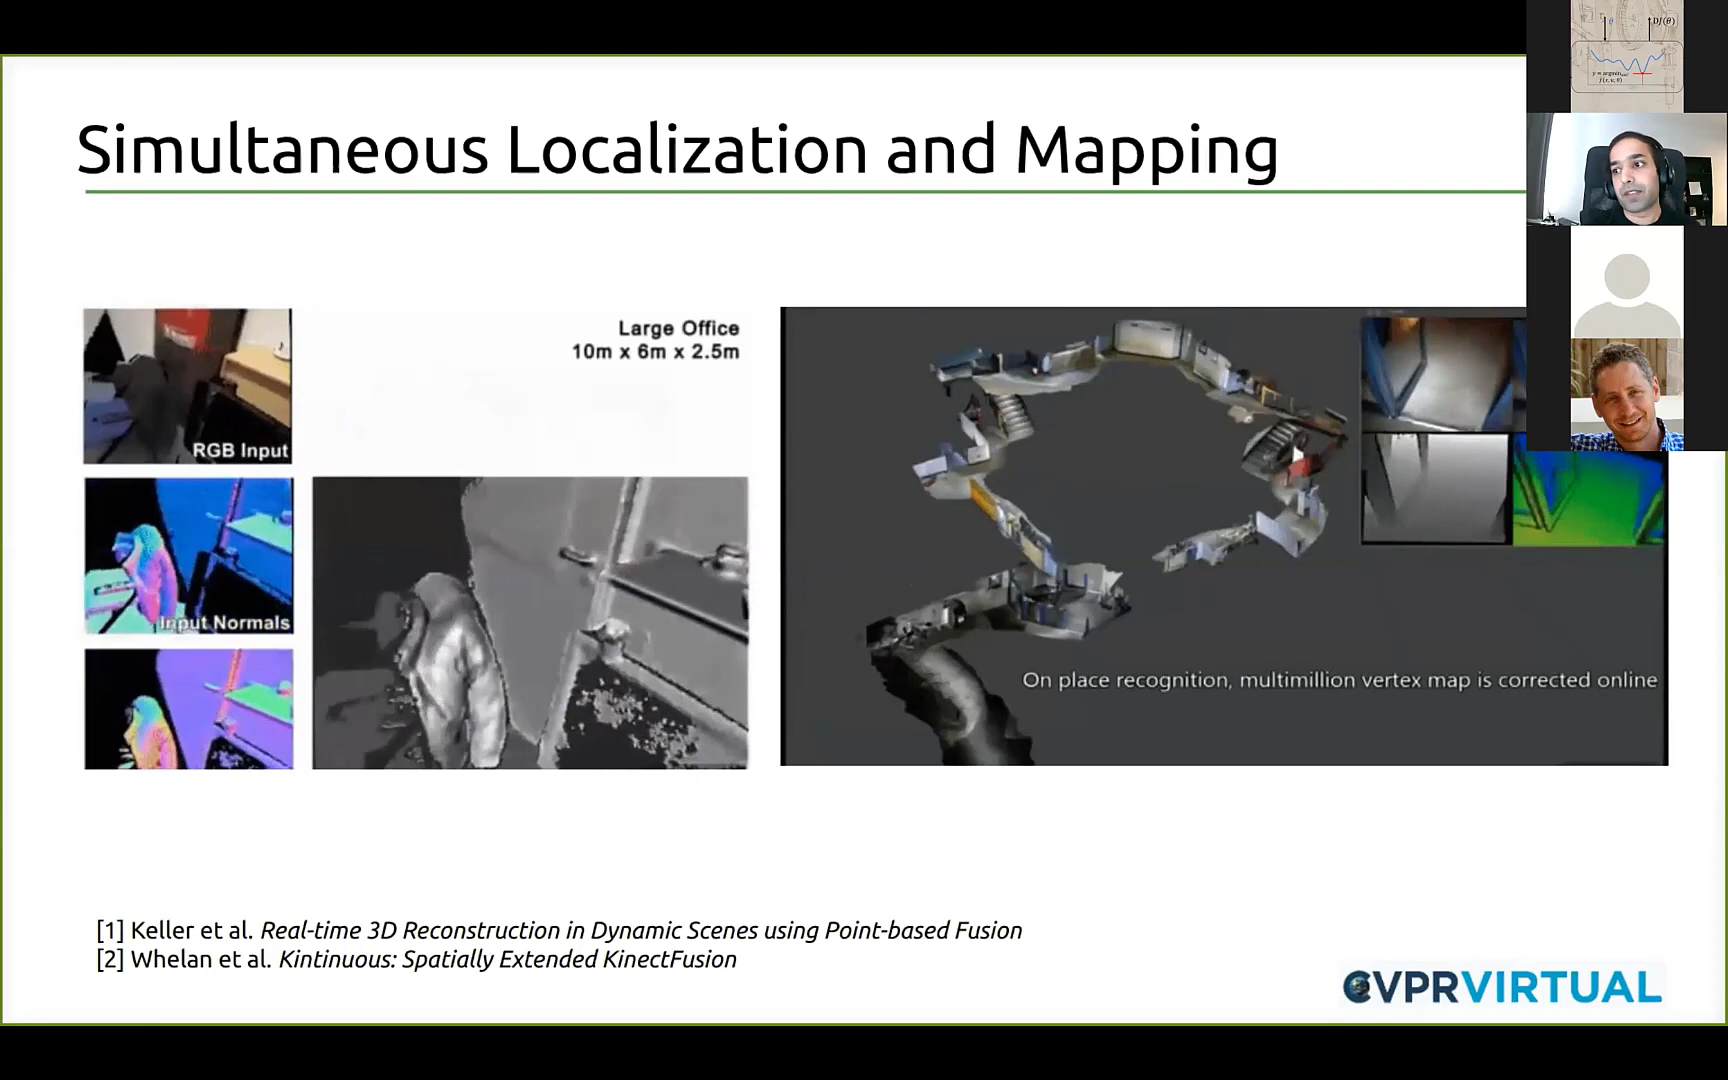 Simultaneous Localization and Mapping
Large Office
10m x 6m x 2.5m
RGB Input
Input Normals
On place recognition, multimillion vertex map is corrected online
[1] Keller et al. Real-time 3D Reconstruction in Dynamic Scenes using Point-based Fusion
[2] Whelan et al. Kintinuous: Spatially Extended KinectFusion
CVPRVIRTUAL